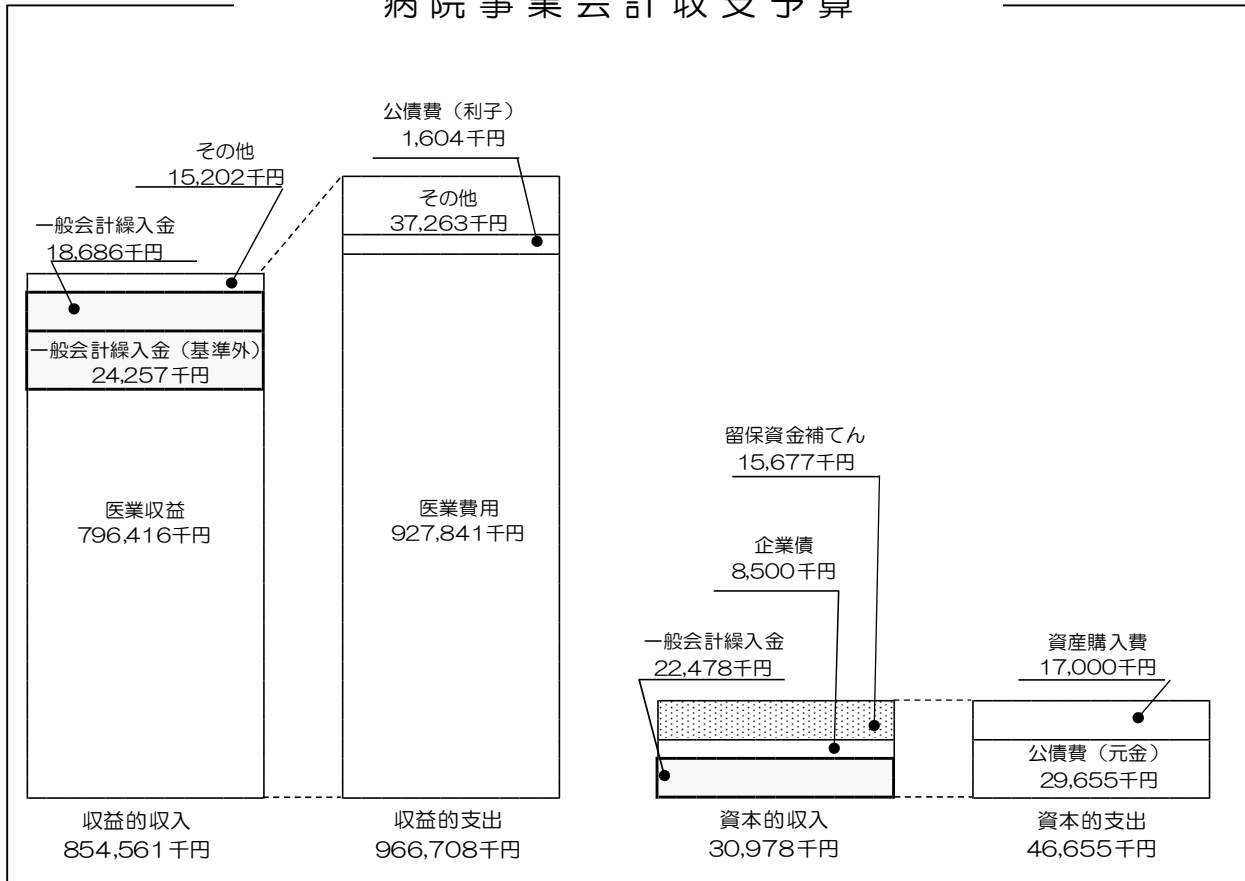 病院事業会計収支予算
公債費（利子）
1,604千円
その他
15,202千円
その他
37,263千円
一般会計繰入金
18,686千円
一般会計繰入金（基準外）
24,257千円
医業収益
796,416千円
医業費用
927,841千円
留保資金補てん
15,677千円
企業債
8,500千円
一般会計繰入金
22,478千円
資産購入費
17,000千円
公債費（元金）
29,655千円
収益的収入
854,561千円
収益的支出
966,708千円
資本的収入
30,978千円
資本的支出
46,655千円